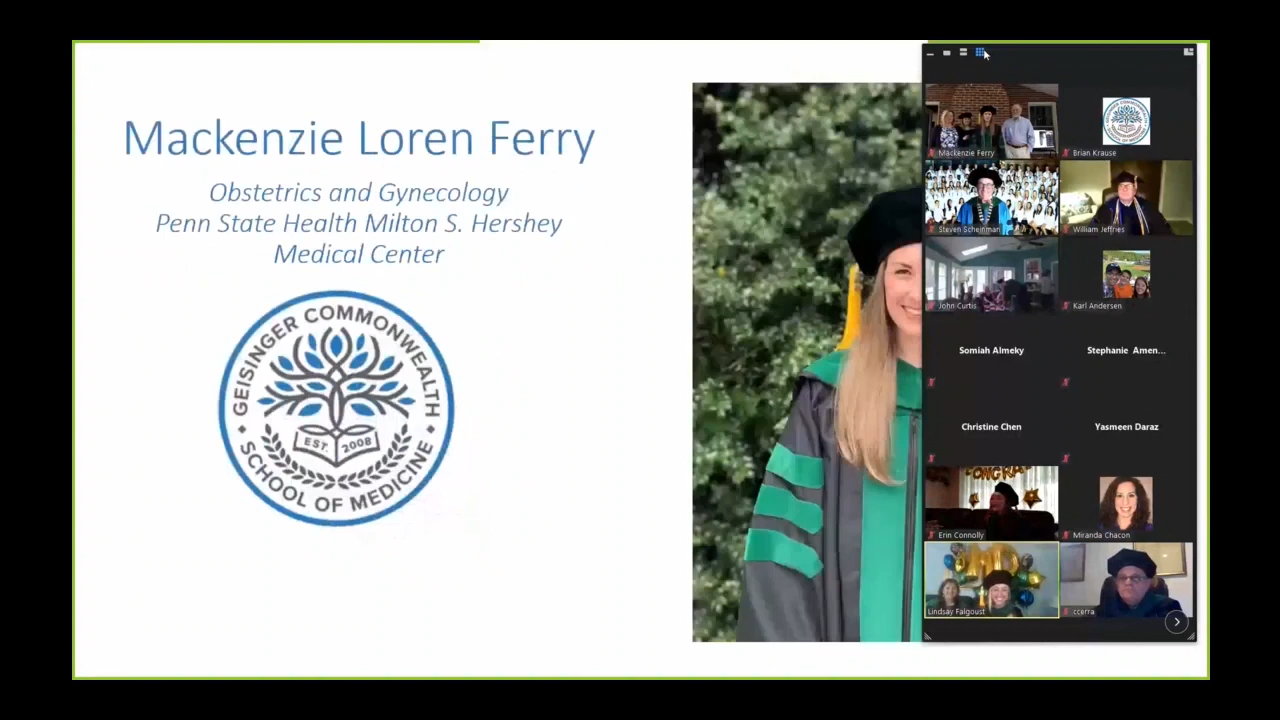 Mackenzie Loren Ferry
Obstetrics and Gynecology
Penn State Health Milton S. Hershey
Medical Center
GEISINGER COMMONWEALTH
EST. 2008
SCHOOL OF MEDICINE
Mackenzie Ferry
Brian Krause
Steven Scheinman
William Jeffries
John Curtis
Karl Andersen
Somiah Almeky
Stephanie Amen...
Christine Chen
Yasmeen Daraz
CONGRA
Erin Connolly
Miranda Chacon
Lindsay Falgoust
ccerra